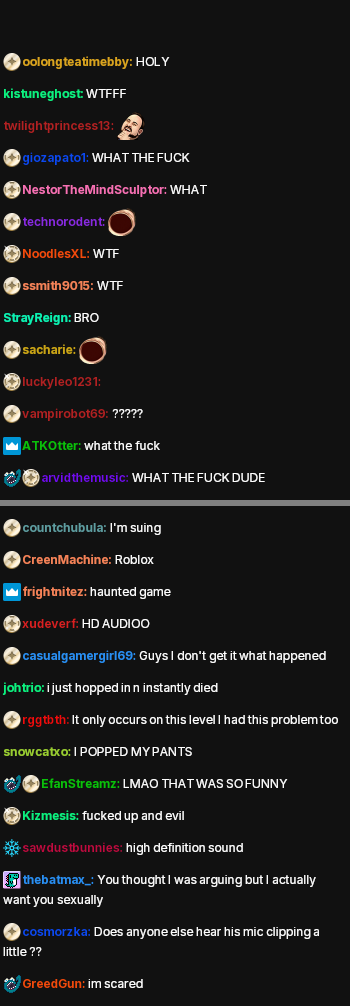 oolongteatimebby: HOLY
kistuneghost: WTFFF
twilightprincess13:
giozapato1: WHAT THE FUCK
NestorTheMindSculptor: WHAT
technorodent:
NoodlesXL: WTF
ssmith9015: WTF
StrayReign: BRO
sacharie:
luckyleo1231:
vampirobot69: ?????
ATKOtter: what the fuck
arvidthemusic: WHAT THE FUCK DUDE
countchubula: I'm suing
CreenMachine: Roblox
frightnitez: haunted game
xudeverf: HD AUDIOO
casualgamergirl69: Guys I don't get it what happened
johtrio: i just hopped in n instantly died
rggtbth: It only occurs on this level I had this problem too
snowcatxo: I POPPED MY PANTS
EfanStreamz: LMAO THAT WAS SO FUNNY
Kizmesis: fucked up and evil
sawdustbunnies: high definition sound
thebatmax_: You thought I was arguing but I actually
want you sexually
cosmorzka: Does anyone else hear his mic clipping a
little ??
GreedGun: im scared